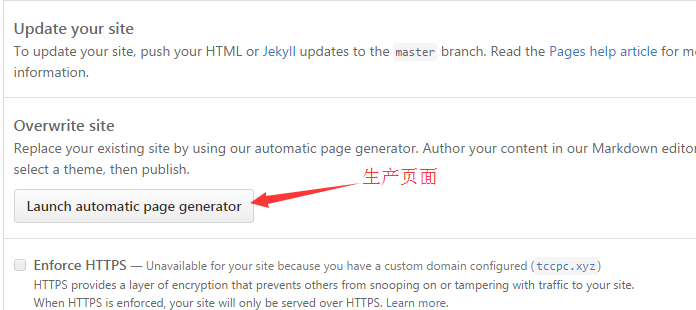 Update your site
To update your site, push your HTML or Jekyll updates to the master branch. Read the Pages help article for
information.
Overwrite site
Replace your existing site by using our automatic page generator. Author your content in our Markdown
select a theme, then publish.
生产页面
Launch automatic page generator
Enforce HTTPS — Unavailable for your site because you have a custom domain configured (tccpc.xyz)
HTTPS provides a layer of encryption that prevents others from snooping on or tampering with traffic to your site.
When HTTPS is enforced, your site will only be served over HTTPS. Learn more.